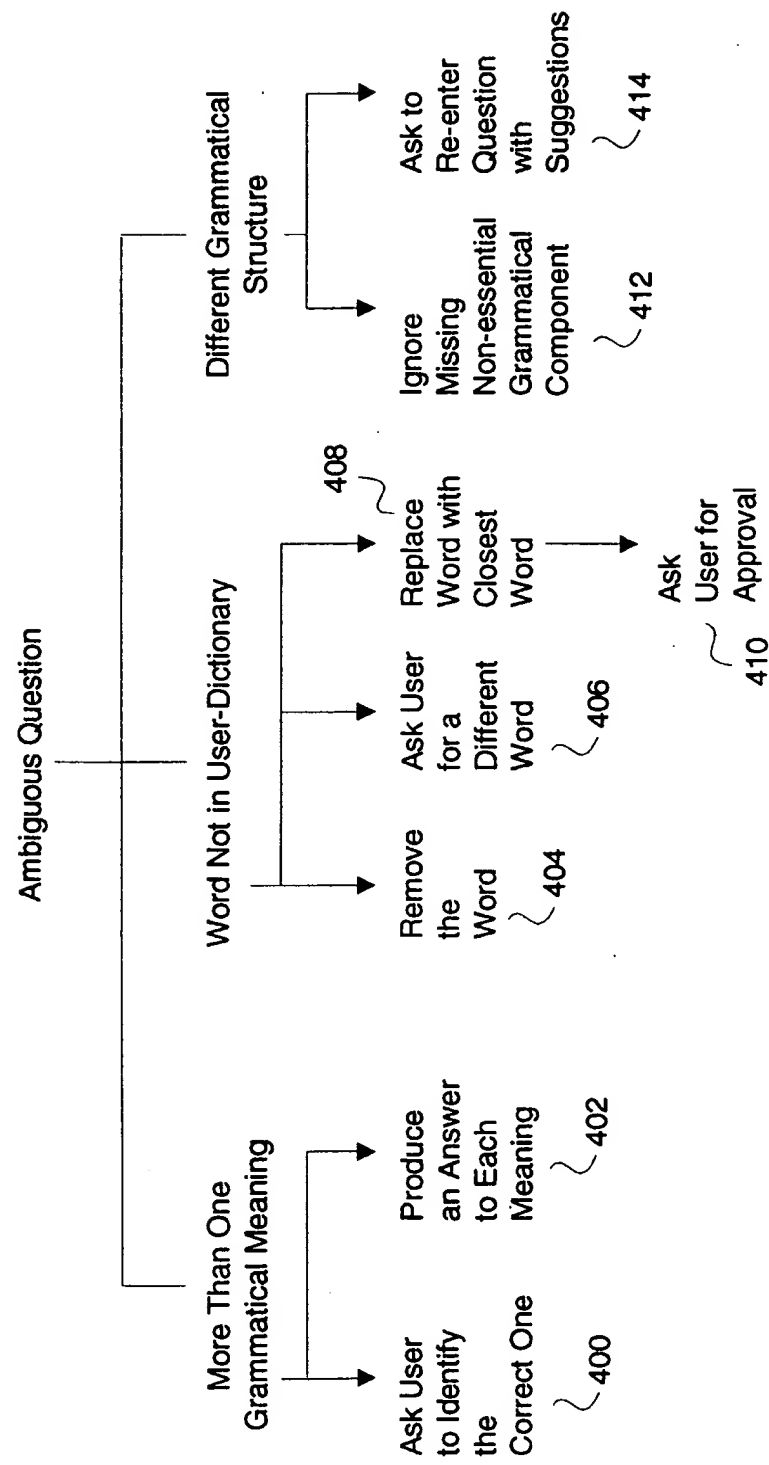 Ambiguous Question
More Than One
Grammatical Meaning
Ask User
to Identify
the
Correct One
400
Produce
an Answer
to Each
Meaning
402
Word Not in User-Dictionary
Remove
the
Word
404
Ask User
for a
Different
Word
406
408
Replace
Word with
Closest
Word
Ask
User for
Approval
410
Different Grammatical
Structure
Ignore
Missing
Non-essential
Grammatical
Component
412
Ask to
Re-enter
Question
with
Suggestions
414